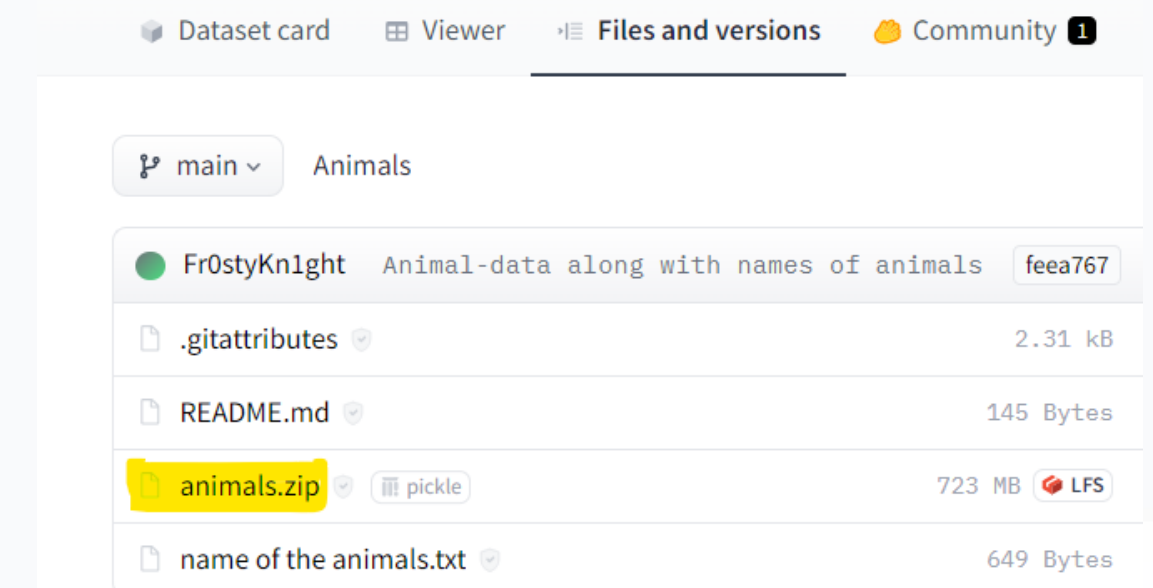 Dataset card Viewer Files and versions Community 1
main Animals
Fr0styKn1ght Animal-data along with names of animals feea767
.gitattributes 2.31 kB
README.md 145 Bytes
animals.zip pickle 723 MB LFS
name of the animals.txt 649 Bytes